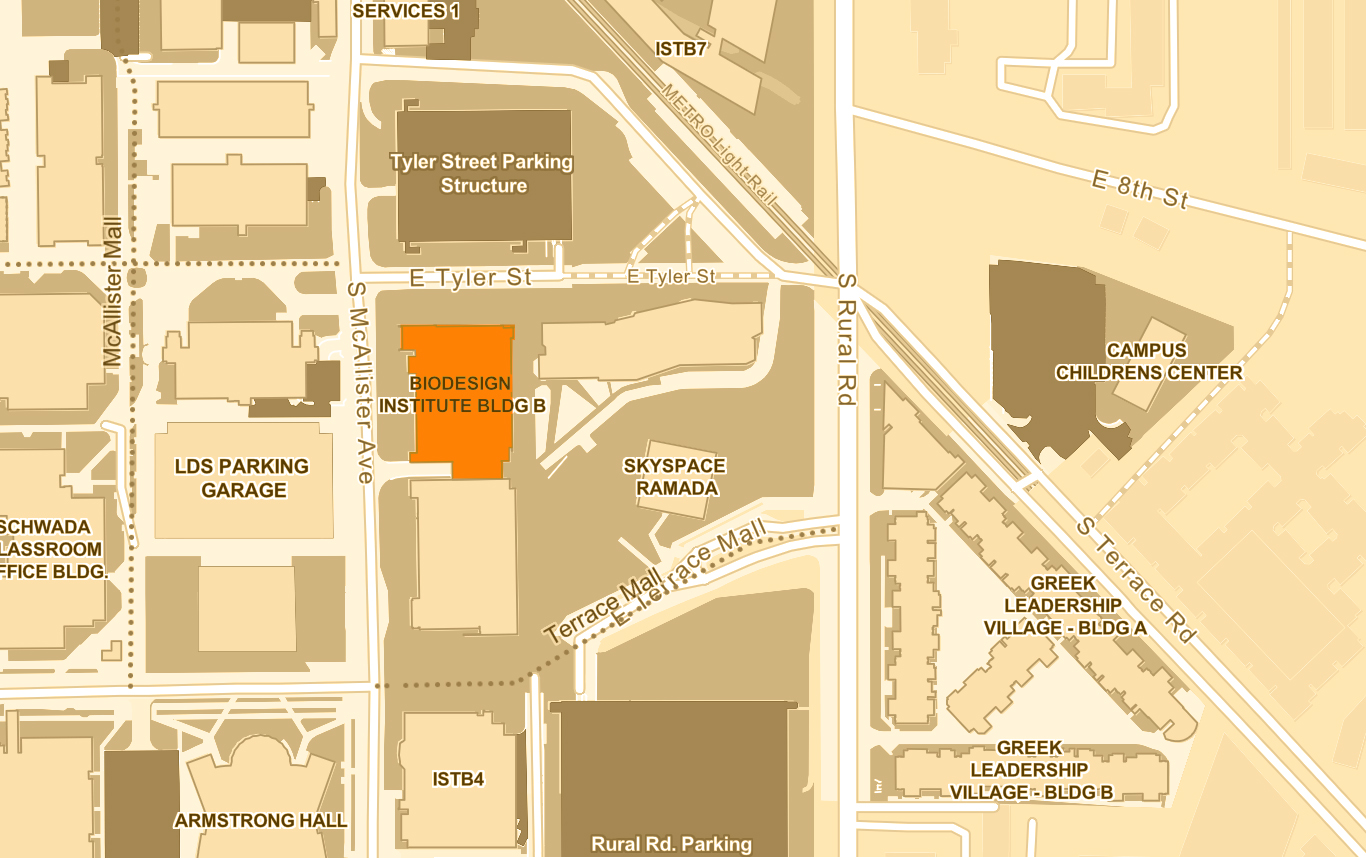 SERVICES 1
ISTB7
METRO Light Rail
Tyler Street Parking
Structure
E 8th St
McAllister Mall
E Tyler St
E Tyler St
S McAllister Ave
S Rural Rd
CAMPUS
CHILDRENS CENTER
BIODESIGN
INSTITUTE BLDG B
LDS PARKING
GARAGE
SKYSPACE
RAMADA
SCHWADA
LASSROOM
FFICE BLDG.
E Terrace Mall
Terrace Mall
S Terrace Rd
GREEK
LEADERSHIP
VILLAGE - BLDG A
GREEK
LEADERSHIP
VILLAGE - BLDG B
ISTB4
ARMSTRONG HALL
Rural Rd. Parking